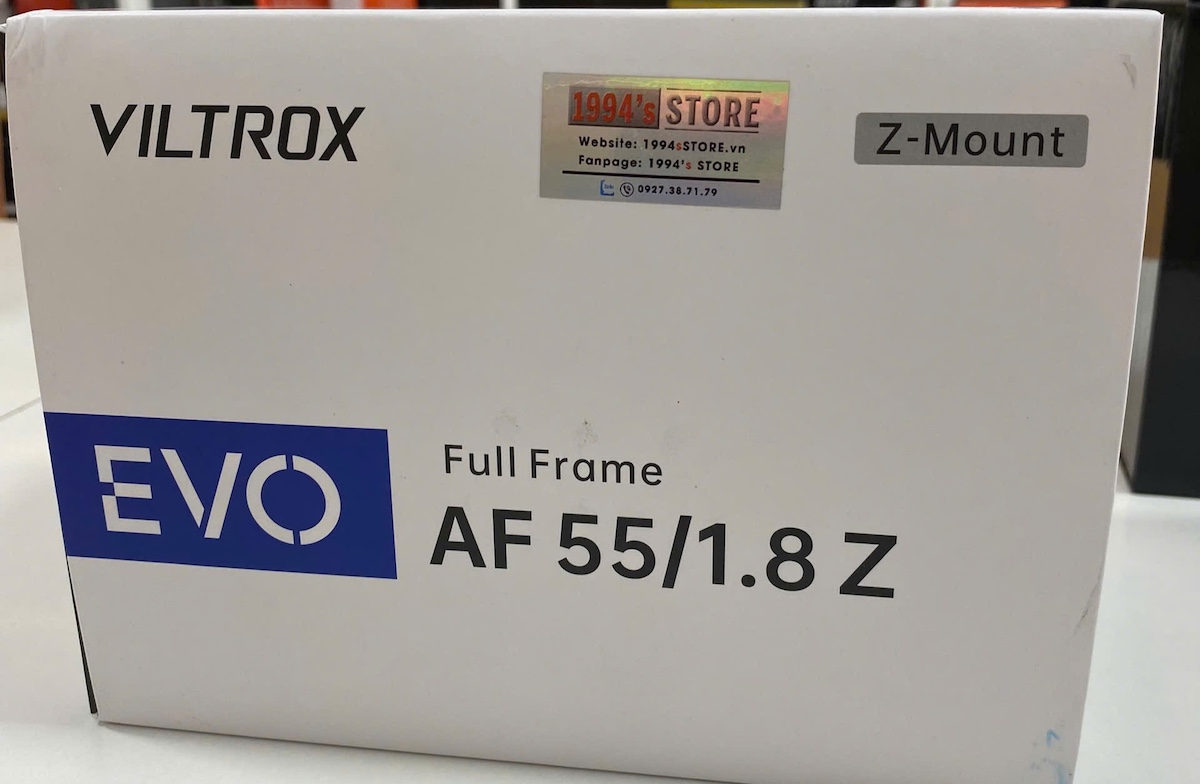 VILTROX
1994's STORE
Website: 1994sSTORE.vn
Fanpage: 1994's STORE
0927.38.71.79
Z-Mount
EVO
Full Frame
AF 55/1.8 Z